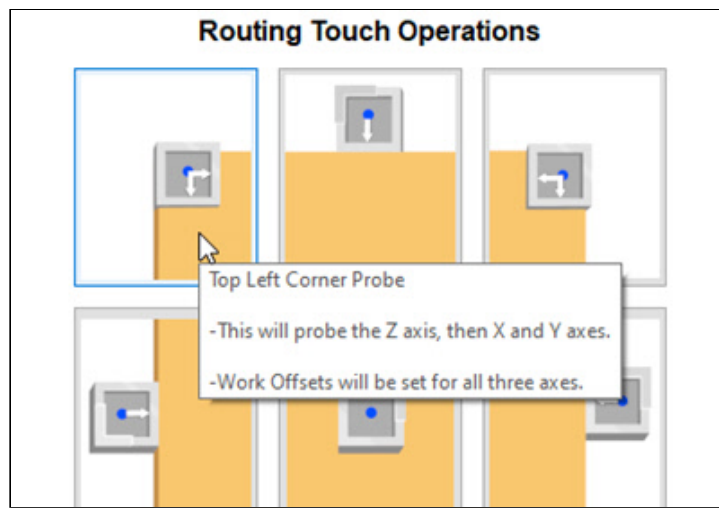 Routing Touch Operations
Top Left Corner Probe
-This will probe the Z axis, then X and Y axes.
-Work Offsets will be set for all three axes.